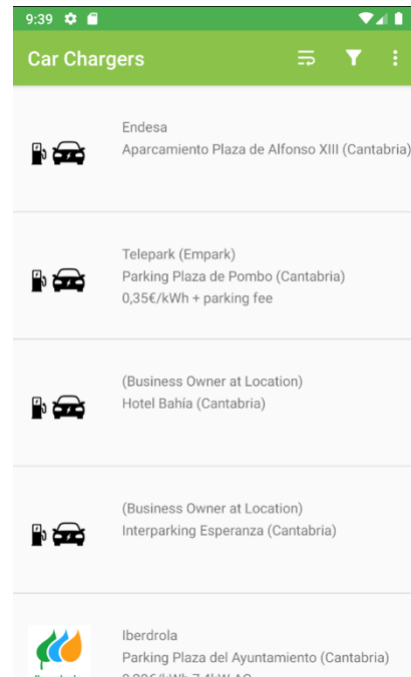 9:39
Car Chargers
Endesa
Aparcamiento Plaza de Alfonso XIII (Cantabria)
Telepark (Empark)
Parking Plaza de Pombo (Cantabria)
0,35€/kWh + parking fee
(Business Owner at Location)
Hotel Bahía (Cantabria)
(Business Owner at Location)
Interparking Esperanza (Cantabria)
Iberdrola
Parking Plaza del Ayuntamiento (Cantabria)